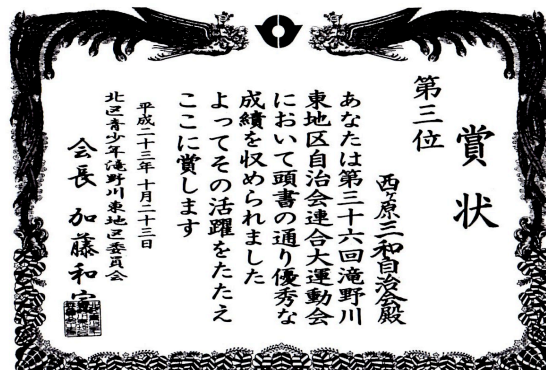 賞状
第三位
西ヶ原三和自治会殿
あなたは第三十六回滝野川
東地区自治会連合大運動会
において頭書の通り優秀な
成績を収められました
よってその活躍をたたえ
ここに賞します
平成二十三年十月二十三日
北区青少年滝野川東地区委員会
会長 加藤和宣